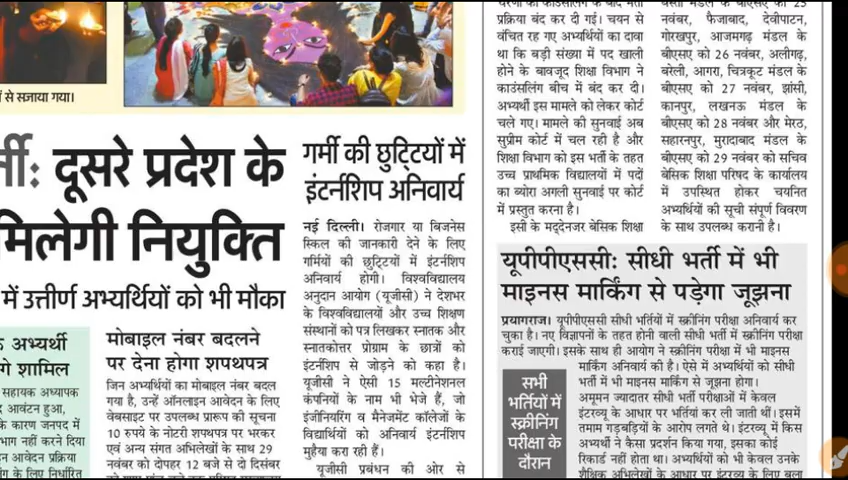 से सजाया गया।
र्ती: दूसरे प्रदेश के
मिलेगी नियुक्ति
में उत्तीर्ण अभ्यर्थियों को भी मौका
अभ्यर्थी
गे शामिल
सहायक अध्यापक
आवंटन हुआ,
के कारण जनपद में
भाग नहीं करने दिया
न आवेदन प्रक्रिया
ग के लिए निर्धारित
मोबाइल नंबर बदलने
पर देना होगा शपथपत्र
जिन अभ्यर्थियों का मोबाइल नंबर बदल
गया है, उन्हें ऑनलाइन आवेदन के लिए
वेबसाइट पर उपलब्ध प्रारूप की सूचना
10 रुपये के नोटरी शपथपत्र पर भरकर
एवं अन्य संगत अभिलेखों के साथ 29
नवंबर को दोपहर 12 बजे से दो दिसंबर
गर्मी की छुट्टियों में
इंटर्नशिप अनिवार्य
नई दिल्ली। रोजगार या बिजनेस
स्किल की जानकारी देने के लिए
गर्मियों की छुट्टियों में इंटर्नशिप
अनिवार्य होगी। विश्वविद्यालय
अनुदान आयोग (यूजीसी) ने देशभर
के विश्वविद्यालयों और उच्च शिक्षण
संस्थानों को पत्र लिखकर स्नातक और
स्नातकोत्तर प्रोग्राम के छात्रों को
इंटर्नशिप से जोड़ने को कहा है।
यूजीसी ने ऐसी 15 मल्टीनेशनल
कंपनियों के नाम भी भेजे हैं, जो
इंजीनियरिंग व मैनेजमेंट कॉलेजों के
विद्यार्थियों को अनिवार्य इंटर्नशिप
मुहैया करा रही हैं।
यूजीसी प्रबंधन की ओर से
चरणों की काउंसलिंग के बाद भर्ती
प्रक्रिया बंद कर दी गई। चयन से
वंचित रह गए अभ्यर्थियों का दावा
था कि बड़ी संख्या में पद खाली
होने के बावजूद शिक्षा विभाग ने
काउंसलिंग बीच में बंद कर दी।
अभ्यर्थी इस मामले को लेकर कोर्ट
चले गए। मामले की सुनवाई अब
सुप्रीम कोर्ट में चल रही है और
शिक्षा विभाग को इस भर्ती के तहत
उच्च प्राथमिक विद्यालयों में पदों
का ब्योरा अगली सुनवाई पर कोर्ट
में प्रस्तुत करना है।
इसी के मद्देनजर बेसिक शिक्षा
बस्ती मंडल के बीएसए को 25
नवंबर, फैजाबाद, देवीपाटन,
गोरखपुर, आजमगढ़ मंडल के
बीएसए को 26 नवंबर, अलीगढ़,
बरेली, आगरा, चित्रकूट मंडल के
बीएसए को 27 नवंबर, झांसी,
कानपुर, लखनऊ मंडल के
बीएसए को 28 नवंबर और मेरठ,
सहारनपुर, मुरादाबाद मंडल के
बीएसए को 29 नवंबर को सचिव
बेसिक शिक्षा परिषद के कार्यालय
में उपस्थित होकर चयनित
अभ्यर्थियों की सूची संपूर्ण विवरण
के साथ उपलब्ध करानी है।
यूपीपीएससी: सीधी भर्ती में भी
माइनस मार्किंग से पड़ेगा जूझना
प्रयागराज। यूपीपीएससी सीधी भर्तियों में स्क्रीनिंग परीक्षा अनिवार्य कर
चुका है। नए विज्ञापनों के तहत होनी वाली सीधी भर्ती में स्क्रीनिंग परीक्षा
कराई जाएगी। इसके साथ ही आयोग ने स्क्रीनिंग परीक्षा में भी माइनस
मार्किंग अनिवार्य की है। ऐसे में अभ्यर्थियों को सीधी
भर्ती में भी माइनस मार्किंग से जूझना होगा।
अमूमन ज्यादातर सीधी भर्ती परीक्षाओं में केवल
इंटरव्यू के आधार पर भर्तियां कर ली जाती थीं। इसमें
तमाम गड़बड़ियों के आरोप लगते थे। इंटरव्यू में किस
अभ्यर्थी ने कैसा प्रदर्शन किया गया, इसका कोई
रिकार्ड नहीं होता था। अभ्यर्थियों को भी केवल उनके
शैक्षिक अभिलेखों के आधार पर इंटरव्यू के लिए बुला
सभी
भर्तियों में
स्क्रीनिंग
परीक्षा के
दौरान